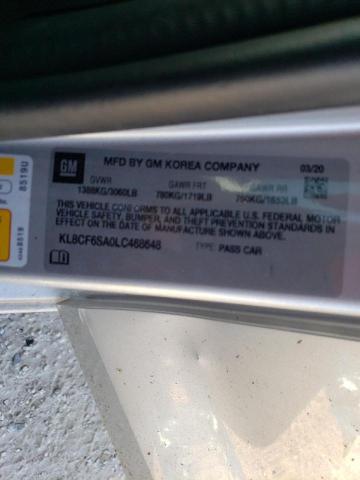 GM
MFD BY GM KOREA COMPANY 03/20
GVWR GAWR FRT GAWR RR
1388KG/3060LB 780KG/1719LB 750KG/1653LB
THIS VEHICLE CONFORMS TO ALL APPLICABLE U.S. FEDERAL MOTOR
VEHICLE SAFETY, BUMPER, AND THEFT PREVENTION STANDARDS IN
EFFECT ON THE DATE OF MANUFACTURE SHOWN ABOVE.
KL8CF6SA0LC468648 TYPE: PASS CAR
8519U